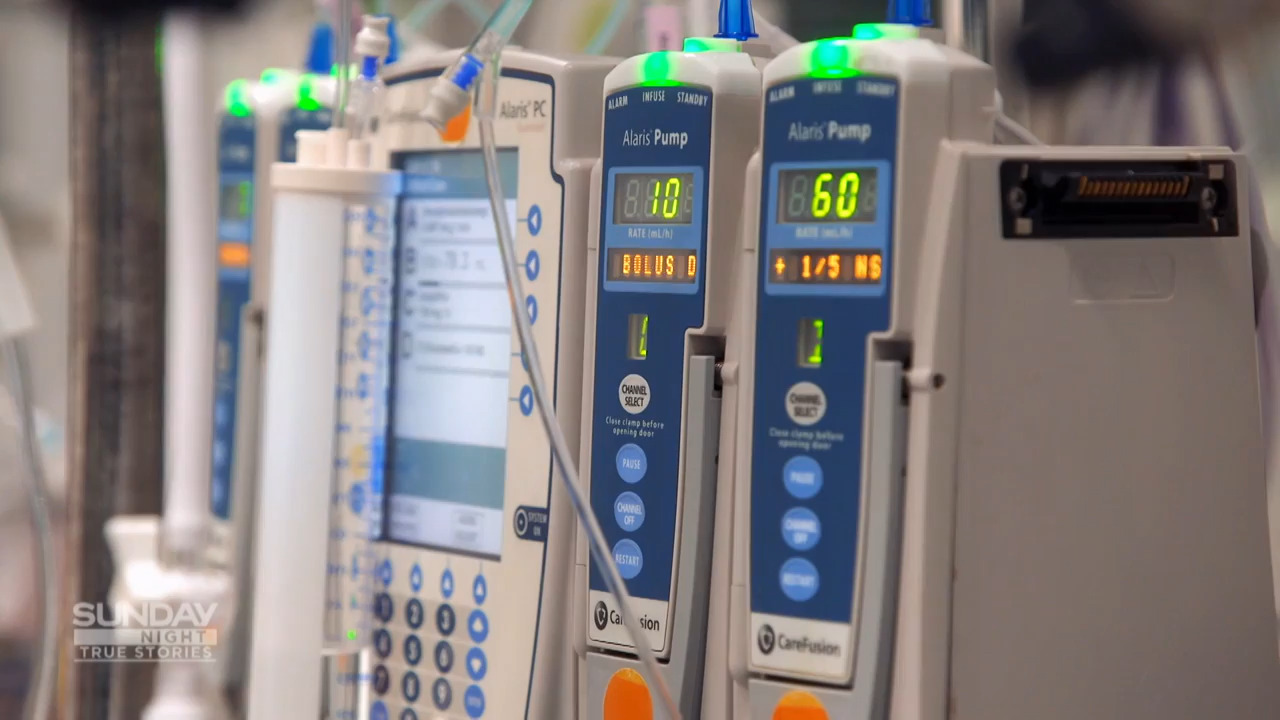 Alaris® PC
SYSTEM
ON
ALARM INFUSE STANDBY
Alaris® Pump
10
RATE (mL/h)
BOLUS D
CHANNEL
SELECT
Close clamp before
opening door
PAUSE
CHANNEL
OFF
RESTART
CareFusion
ALARM INFUSE STANDBY
Alaris® Pump
60
RATE (mL/h)
+ 1/5 NS
CHANNEL
SELECT
Close clamp before
opening door
PAUSE
CHANNEL
OFF
RESTART
CareFusion
SUNDAY
NIGHT
TRUE STORIES